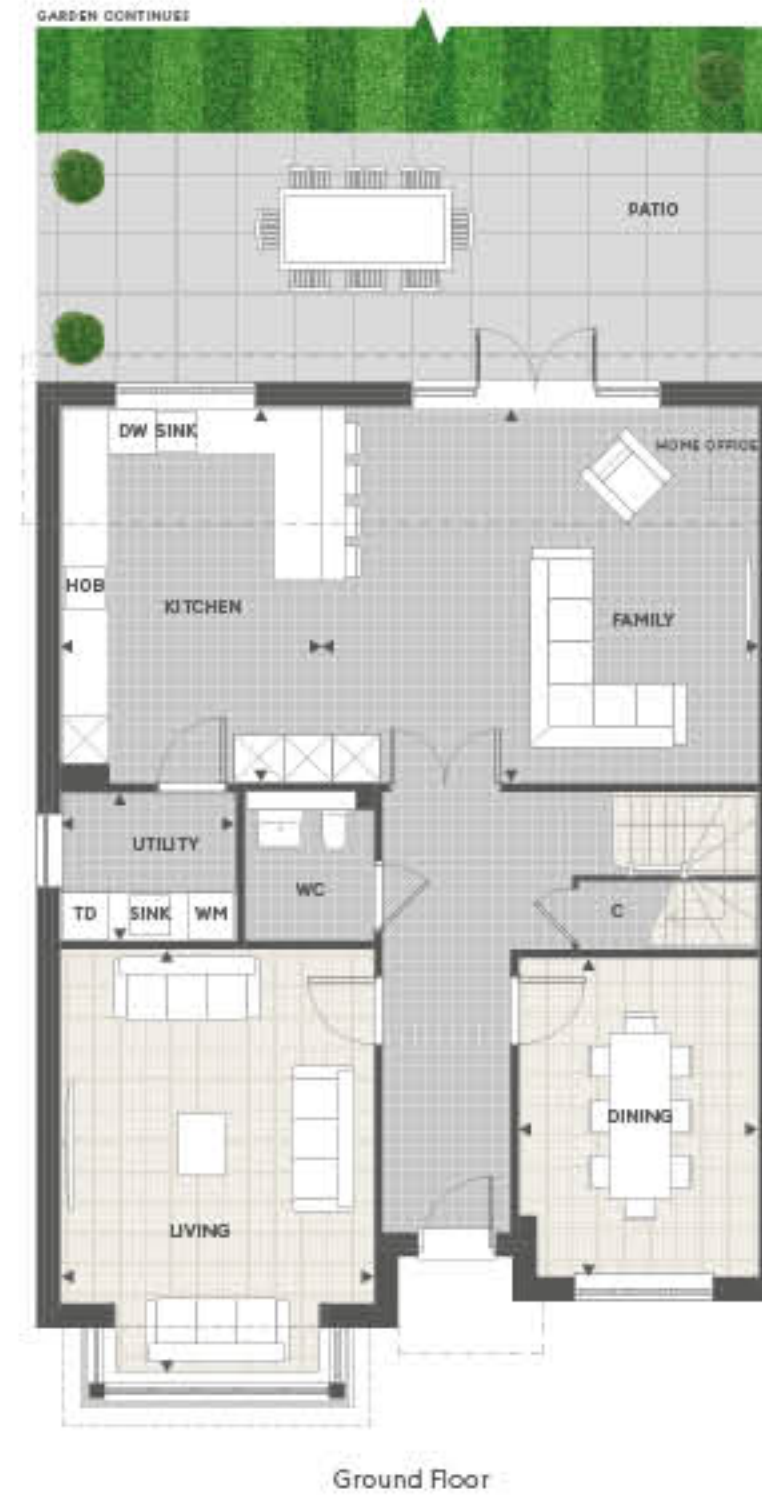 GARDEN CONTINUES
PATIO
DW SINK
HOME OFFICE
HOB
KITCHEN
FAMILY
UTILITY
WC
C
TD SINK WM
DINING
LIVING
Ground Floor